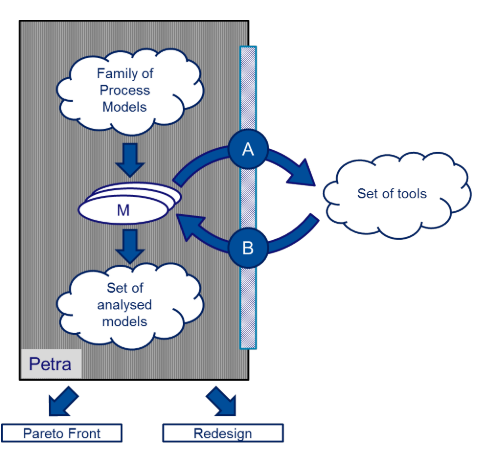 Family of
Process
Models
A
M
Set of tools
B
Set of
analysed
models
Petra
Pareto Front
Redesign